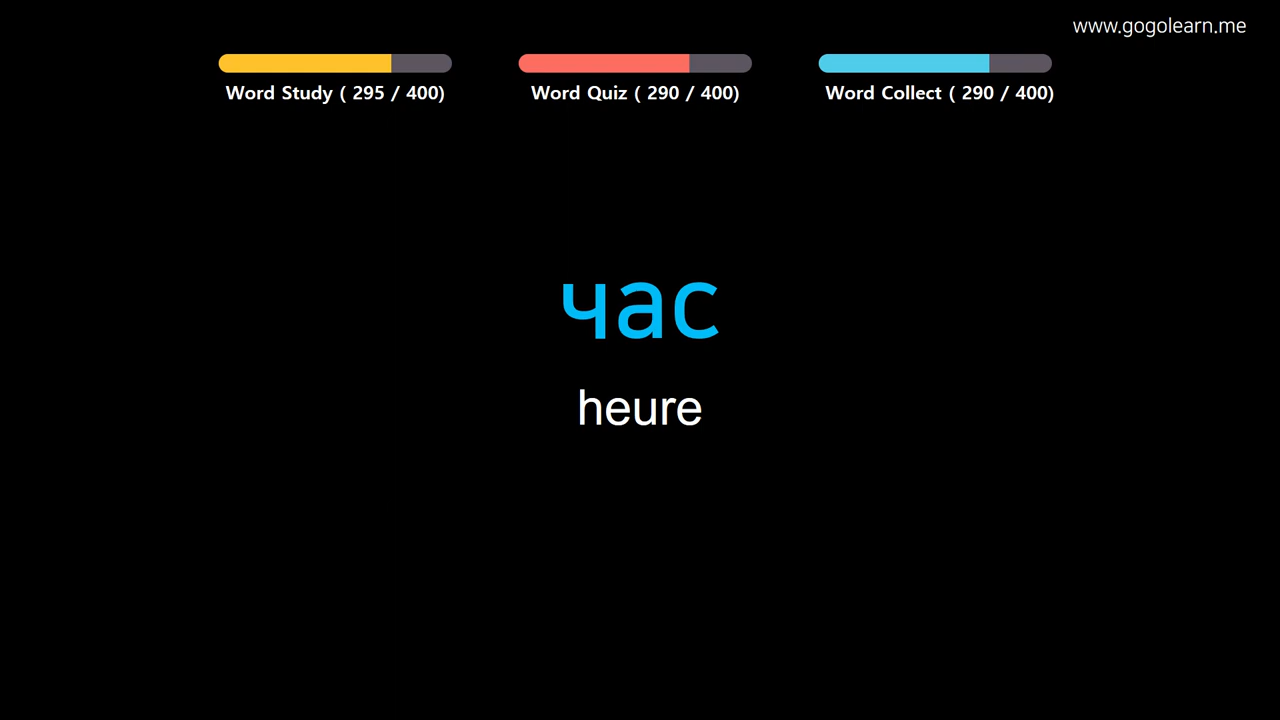 www.gogolearn.me
Word Study ( 295 / 400)
Word Quiz ( 290 / 400)
Word Collect ( 290 / 400)
час
heure